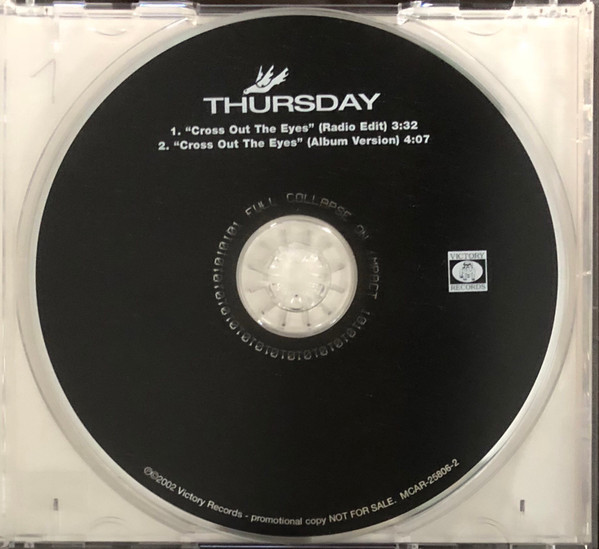 THURSDAY
1. “Cross Out The Eyes” (Radio Edit) 3:32
2. “Cross Out The Eyes” (Album Version) 4:07
FULL COLLAPSE ON IMPACT
VICTORY
RECORDS
℗©2002 Victory Records - promotional copy NOT FOR SALE. MCAR-25806-2